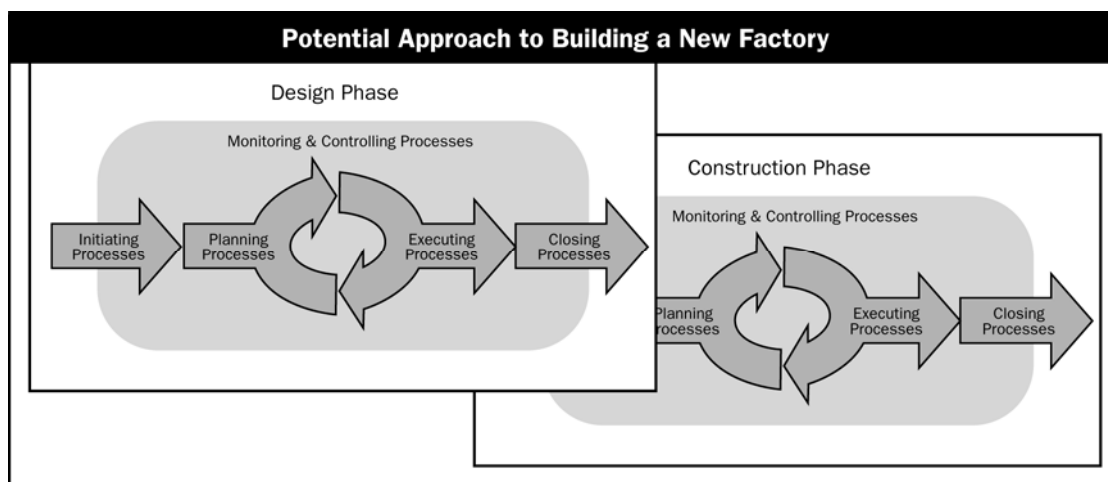 Potential Approach to Building a New Factory
Design Phase
Monitoring & Controlling Processes
Initiating
Processes
Planning
Processes
Executing
Processes
Closing
Processes
Construction Phase
Monitoring & Controlling Processes
Planning
Processes
Executing
Processes
Closing
Processes